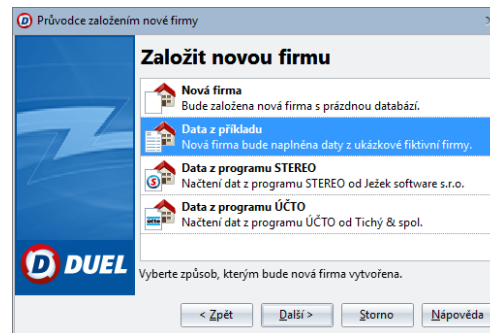 Průvodce založením nové firmy
Založit novou firmu
Nová firma
Bude založena nová firma s prázdnou databází.
Data z příkladu
Nová firma bude naplněna daty z ukázkové fiktivní firmy.
Data z programu STEREO
Načtení dat z programu STEREO od Ježek software s.r.o.
Data z programu ÚČTO
Načtení dat z programu ÚČTO od Tichý & spol.
DUEL
Vyberte způsob, kterým bude nová firma vytvořena.
< Zpět
Další >
Storno
Nápověda